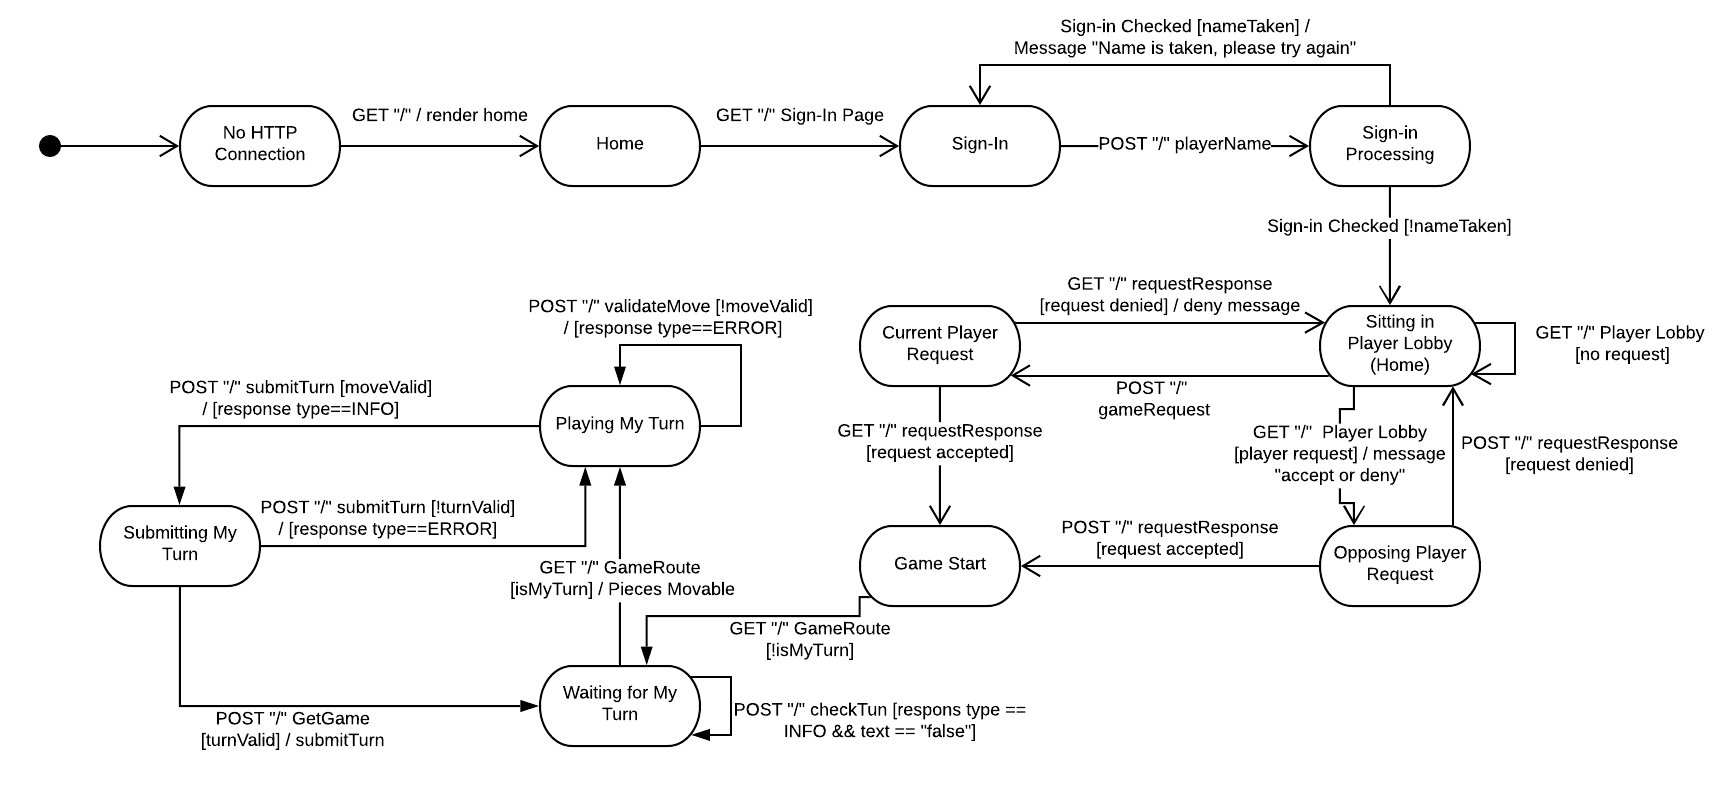 Sign-in Checked [nameTaken] /
Message "Name is taken, please try again"
No HTTP
Connection
GET "/" / render home
Home
GET "/" Sign-In Page
Sign-In
POST "/" playerName
Sign-in
Processing
Sign-in Checked [!nameTaken]
GET "/" requestResponse
[request denied] / deny message
Current Player
Request
Sitting in
Player Lobby
(Home)
GET "/" Player Lobby
[no request]
POST "/"
gameRequest
POST "/" validateMove [!moveValid]
/ [response type==ERROR]
POST "/" submitTurn [moveValid]
/ [response type==INFO]
Playing My Turn
GET "/" requestResponse
[request accepted]
GET "/"  Player Lobby
[player request] / message
"accept or deny"
POST "/" requestResponse
[request denied]
POST "/" submitTurn [!turnValid]
/ [response type==ERROR]
Submitting My
Turn
POST "/" requestResponse
[request accepted]
Game Start
Opposing Player
Request
GET "/" GameRoute
[isMyTurn] / Pieces Movable
GET "/" GameRoute
[!isMyTurn]
Waiting for My
Turn
POST "/" checkTun [respons type ==
INFO && text == "false"]
POST "/" GetGame
[turnValid] / submitTurn